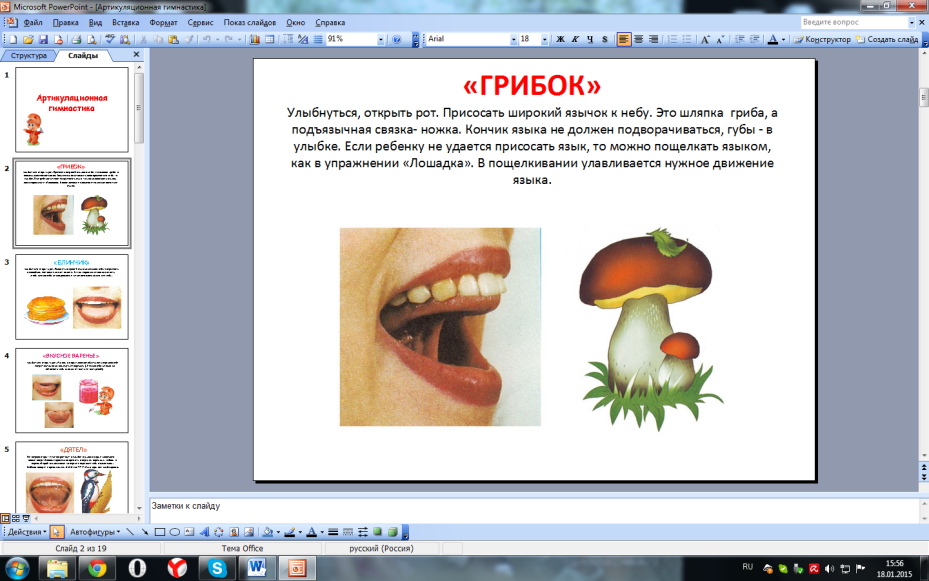 Microsoft PowerPoint - [Артикуляционная гимнастика]
Файл Правка Вид Вставка Формат Сервис Показ слайдов Окно Справка
Введите вопрос
91%
Arial
18
Ж К Ч S
Конструктор Создать слайд
Структура Слайды
1
Артикуляционная
гимнастика
2
«ГРИБОК»
3
«БЛИНЧИК»
4
«ВКУСНОЕ ВАРЕНЬЕ»
5
«ДЯТЕЛ»
«ГРИБОК»
Улыбнуться, открыть рот. Присосать широкий язычок к небу. Это шляпка гриба, а
подъязычная связка- ножка. Кончик языка не должен подворачиваться, губы - в
улыбке. Если ребенку не удается присосать язык, то можно пощелкать языком,
как в упражнении «Лошадка». В пощелкивании улавливается нужное движение
языка.
Заметки к слайду
Действия Автофигуры
Слайд 2 из 19
Тема Office
русский (Россия)
RU
15:56
18.01.2015